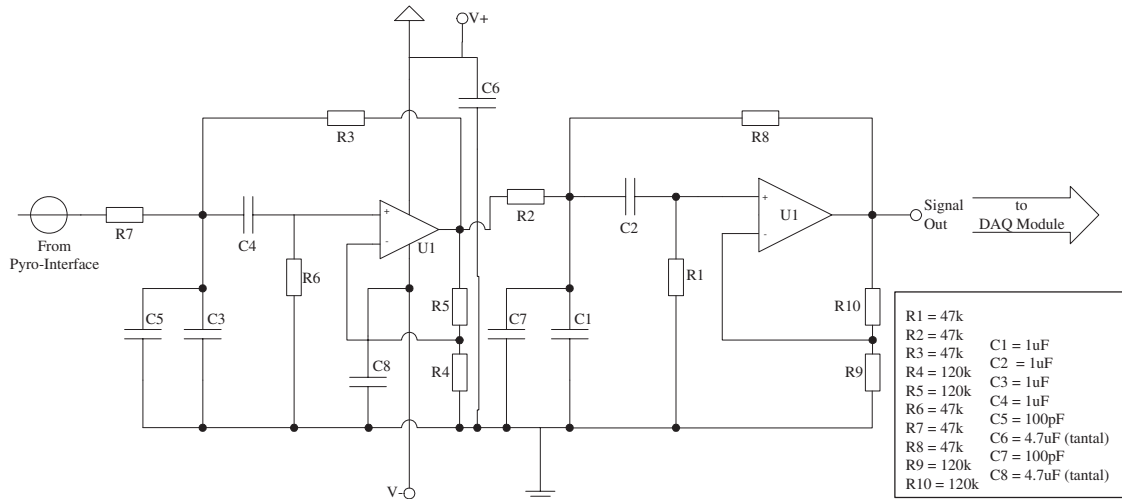 V+
C6
R3
R8
From
Pyro-Interface
R7
C4
R6
+
-
U1
R2
C2
R1
+
-
U1
Signal
Out
to
DAQ Module
C5
C3
C8
R5
R4
C7
C1
R10
R9
V-
R1 = 47k
R2 = 47k
R3 = 47k
R4 = 120k
R5 = 120k
R6 = 47k
R7 = 47k
R8 = 47k
R9 = 120k
R10 = 120k
C1 = 1uF
C2 = 1uF
C3 = 1uF
C4 = 1uF
C5 = 100pF
C6 = 4.7uF (tantal)
C7 = 100pF
C8 = 4.7uF (tantal)